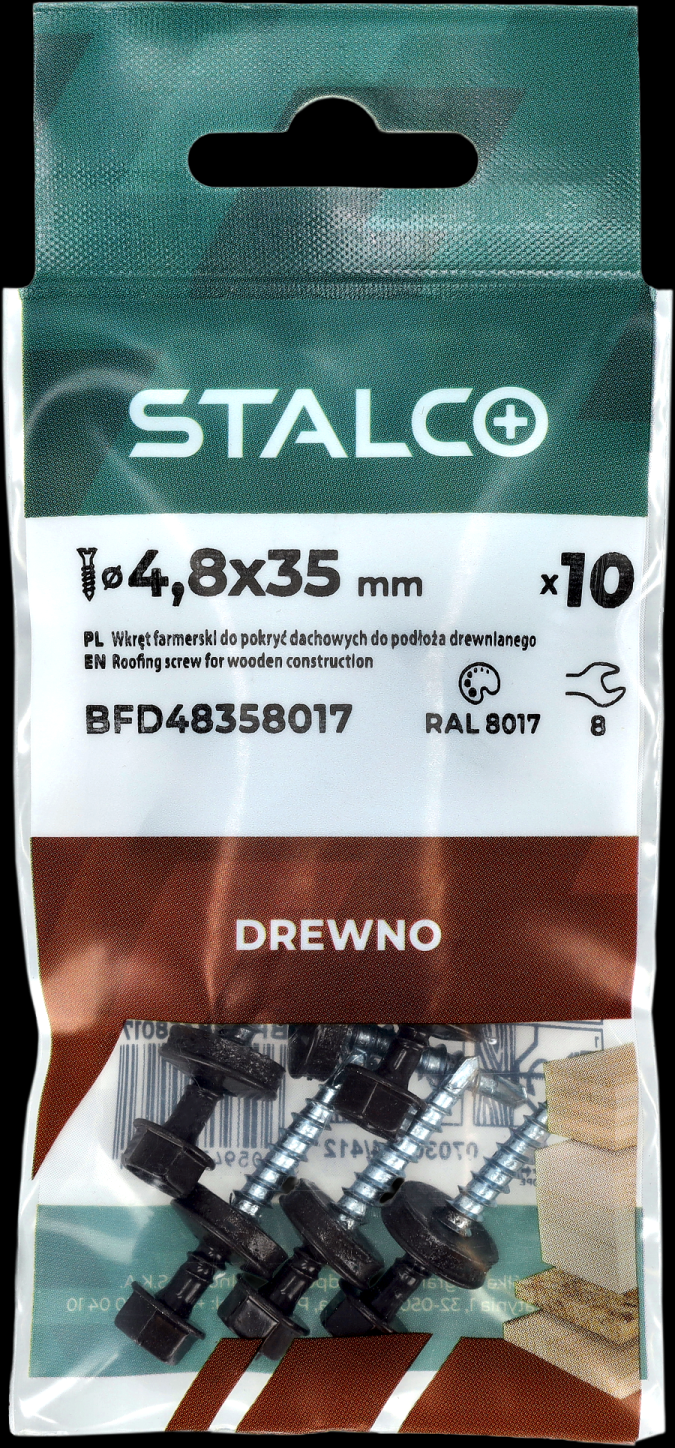 STALCO
ø4,8x35 mm
x10
PL Wkręt farmerski do pokryć dachowych do podłoża drewnianego
EN Roofing screw for wooden construction
BFD48358017
RAL 8017
8
DREWNO